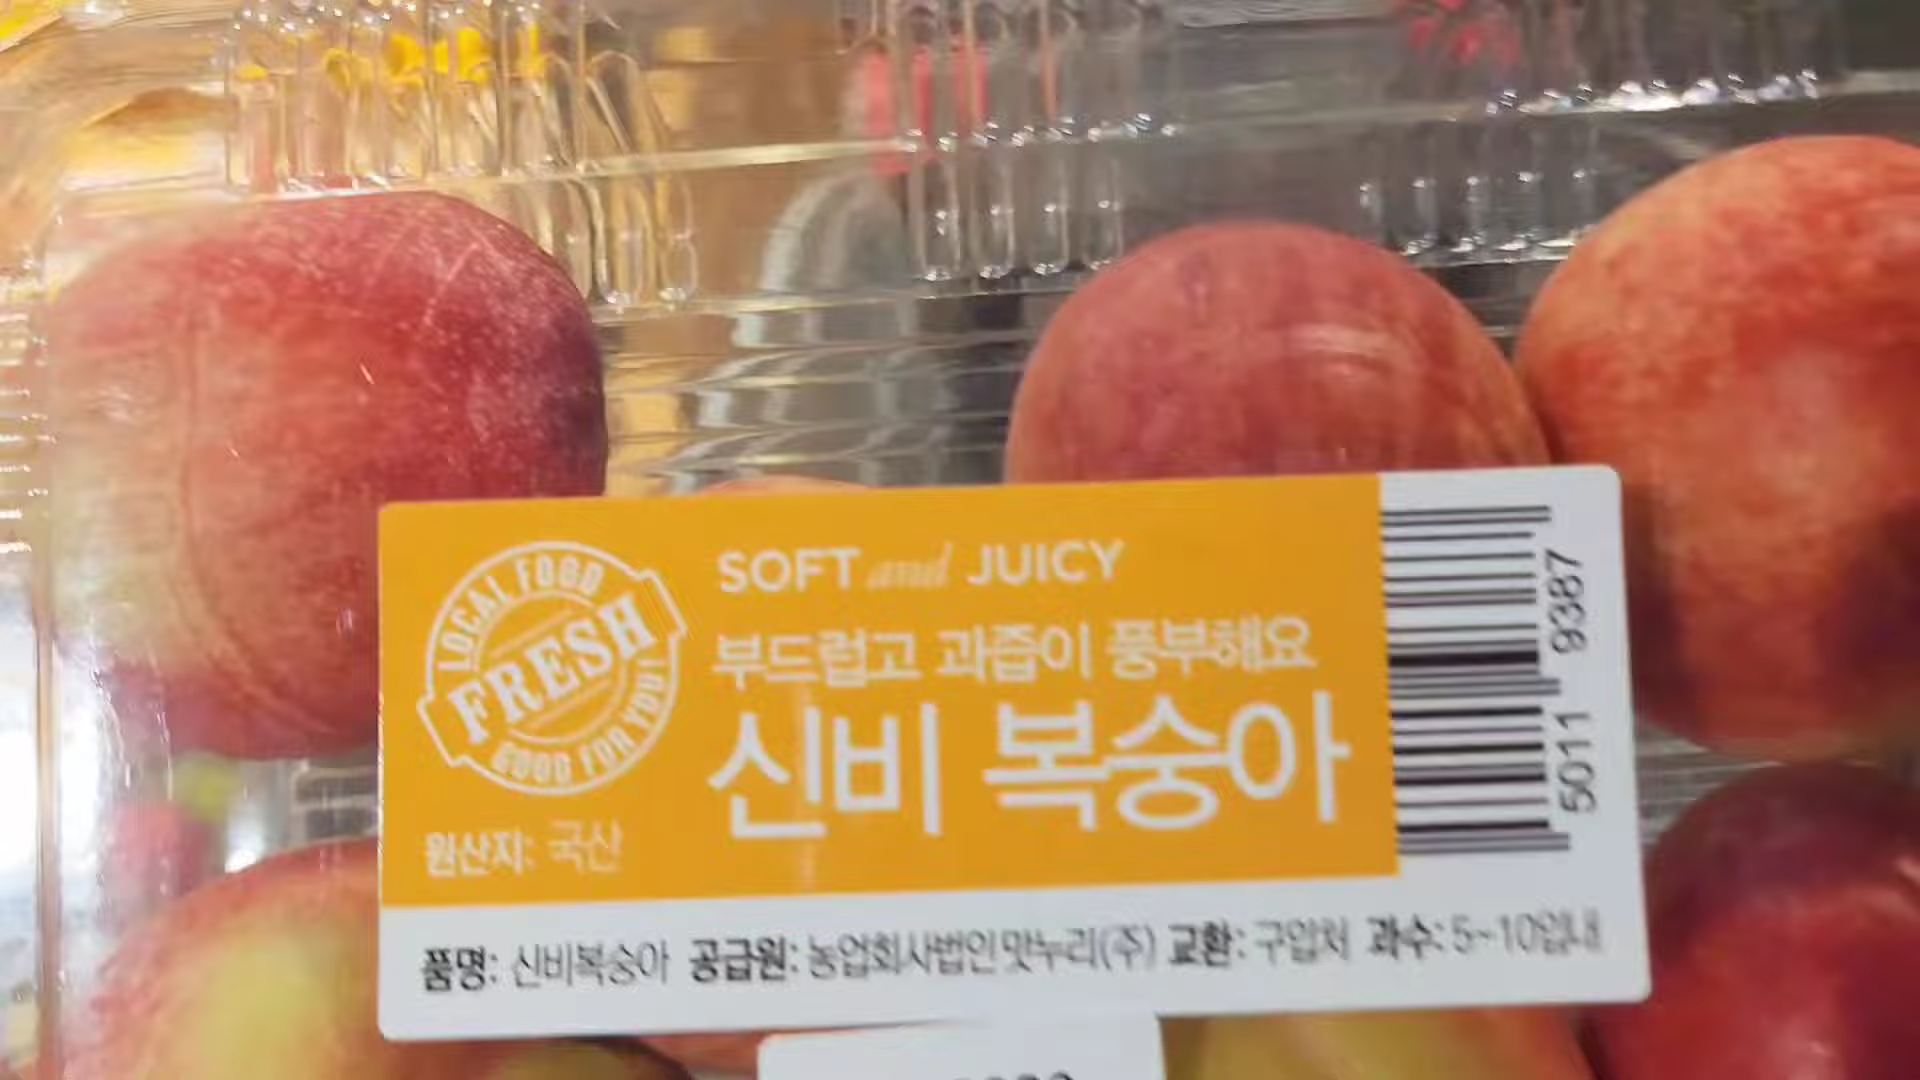 LOCAL FOOD
FRESH
GOOD FOR YOU!
SOFT and JUICY
부드럽고 과즙이 풍부해요
신비 복숭아
원산지: 국산
5011 9387
품명: 신비복숭아 공급원: 농업회사법인맛누리(주) 교환: 구입처 과수: 5~10입내